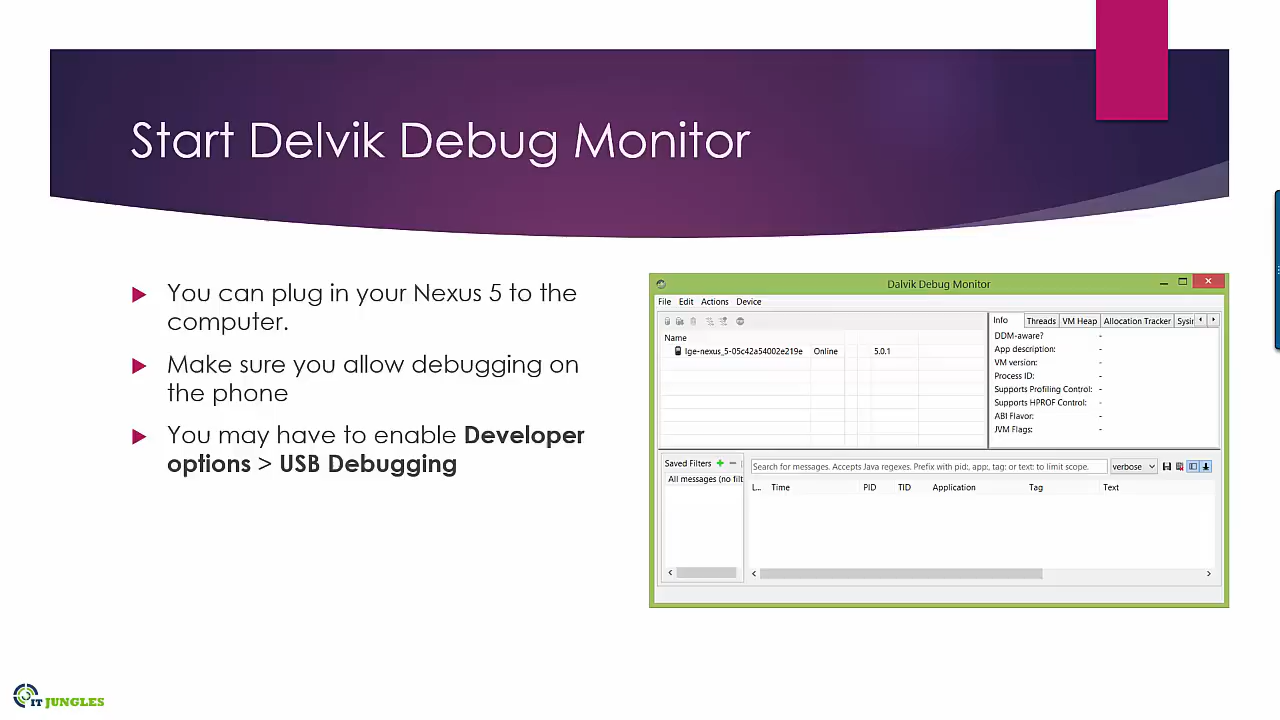 Start Delvik Debug Monitor
You can plug in your Nexus 5 to the
computer.
Make sure you allow debugging on
the phone
You may have to enable Developer
options > USB Debugging
Dalvik Debug Monitor
File Edit Actions Device
Name
lge-nexus_5-05c42a54002e219e Online 5.0.1
Info Threads VM Heap Allocation Tracker Sysi
DDM-aware? -
App description: -
VM version: -
Process ID: -
Supports Profiling Control: -
Supports HPROF Control: -
ABI Flavor: -
JVM Flags: -
Saved Filters
All messages (no filt
Search for messages. Accepts Java regexes. Prefix with pid:, app:, tag: or text: to limit scope. verbose
L... Time PID TID Application Tag Text
IT JUNGLES